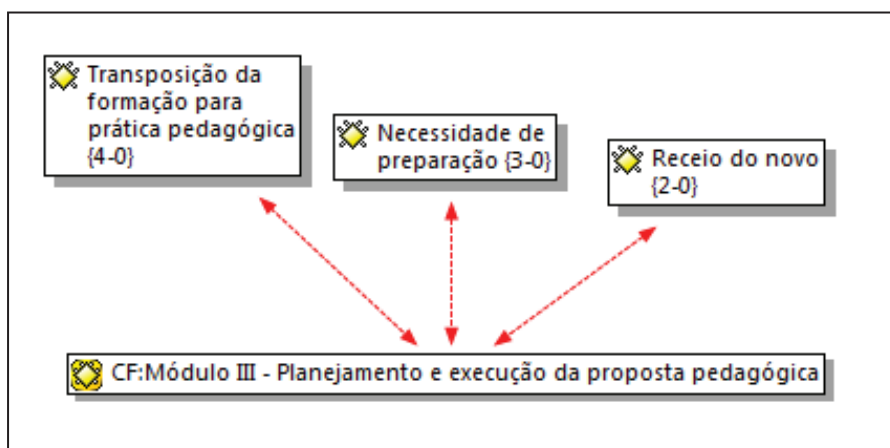 Transposição da
formação para
prática pedagógica
{4-0}
Necessidade de
preparação {3-0}
Receio do novo
{2-0}
CF:Módulo III - Planejamento e execução da proposta pedagógica